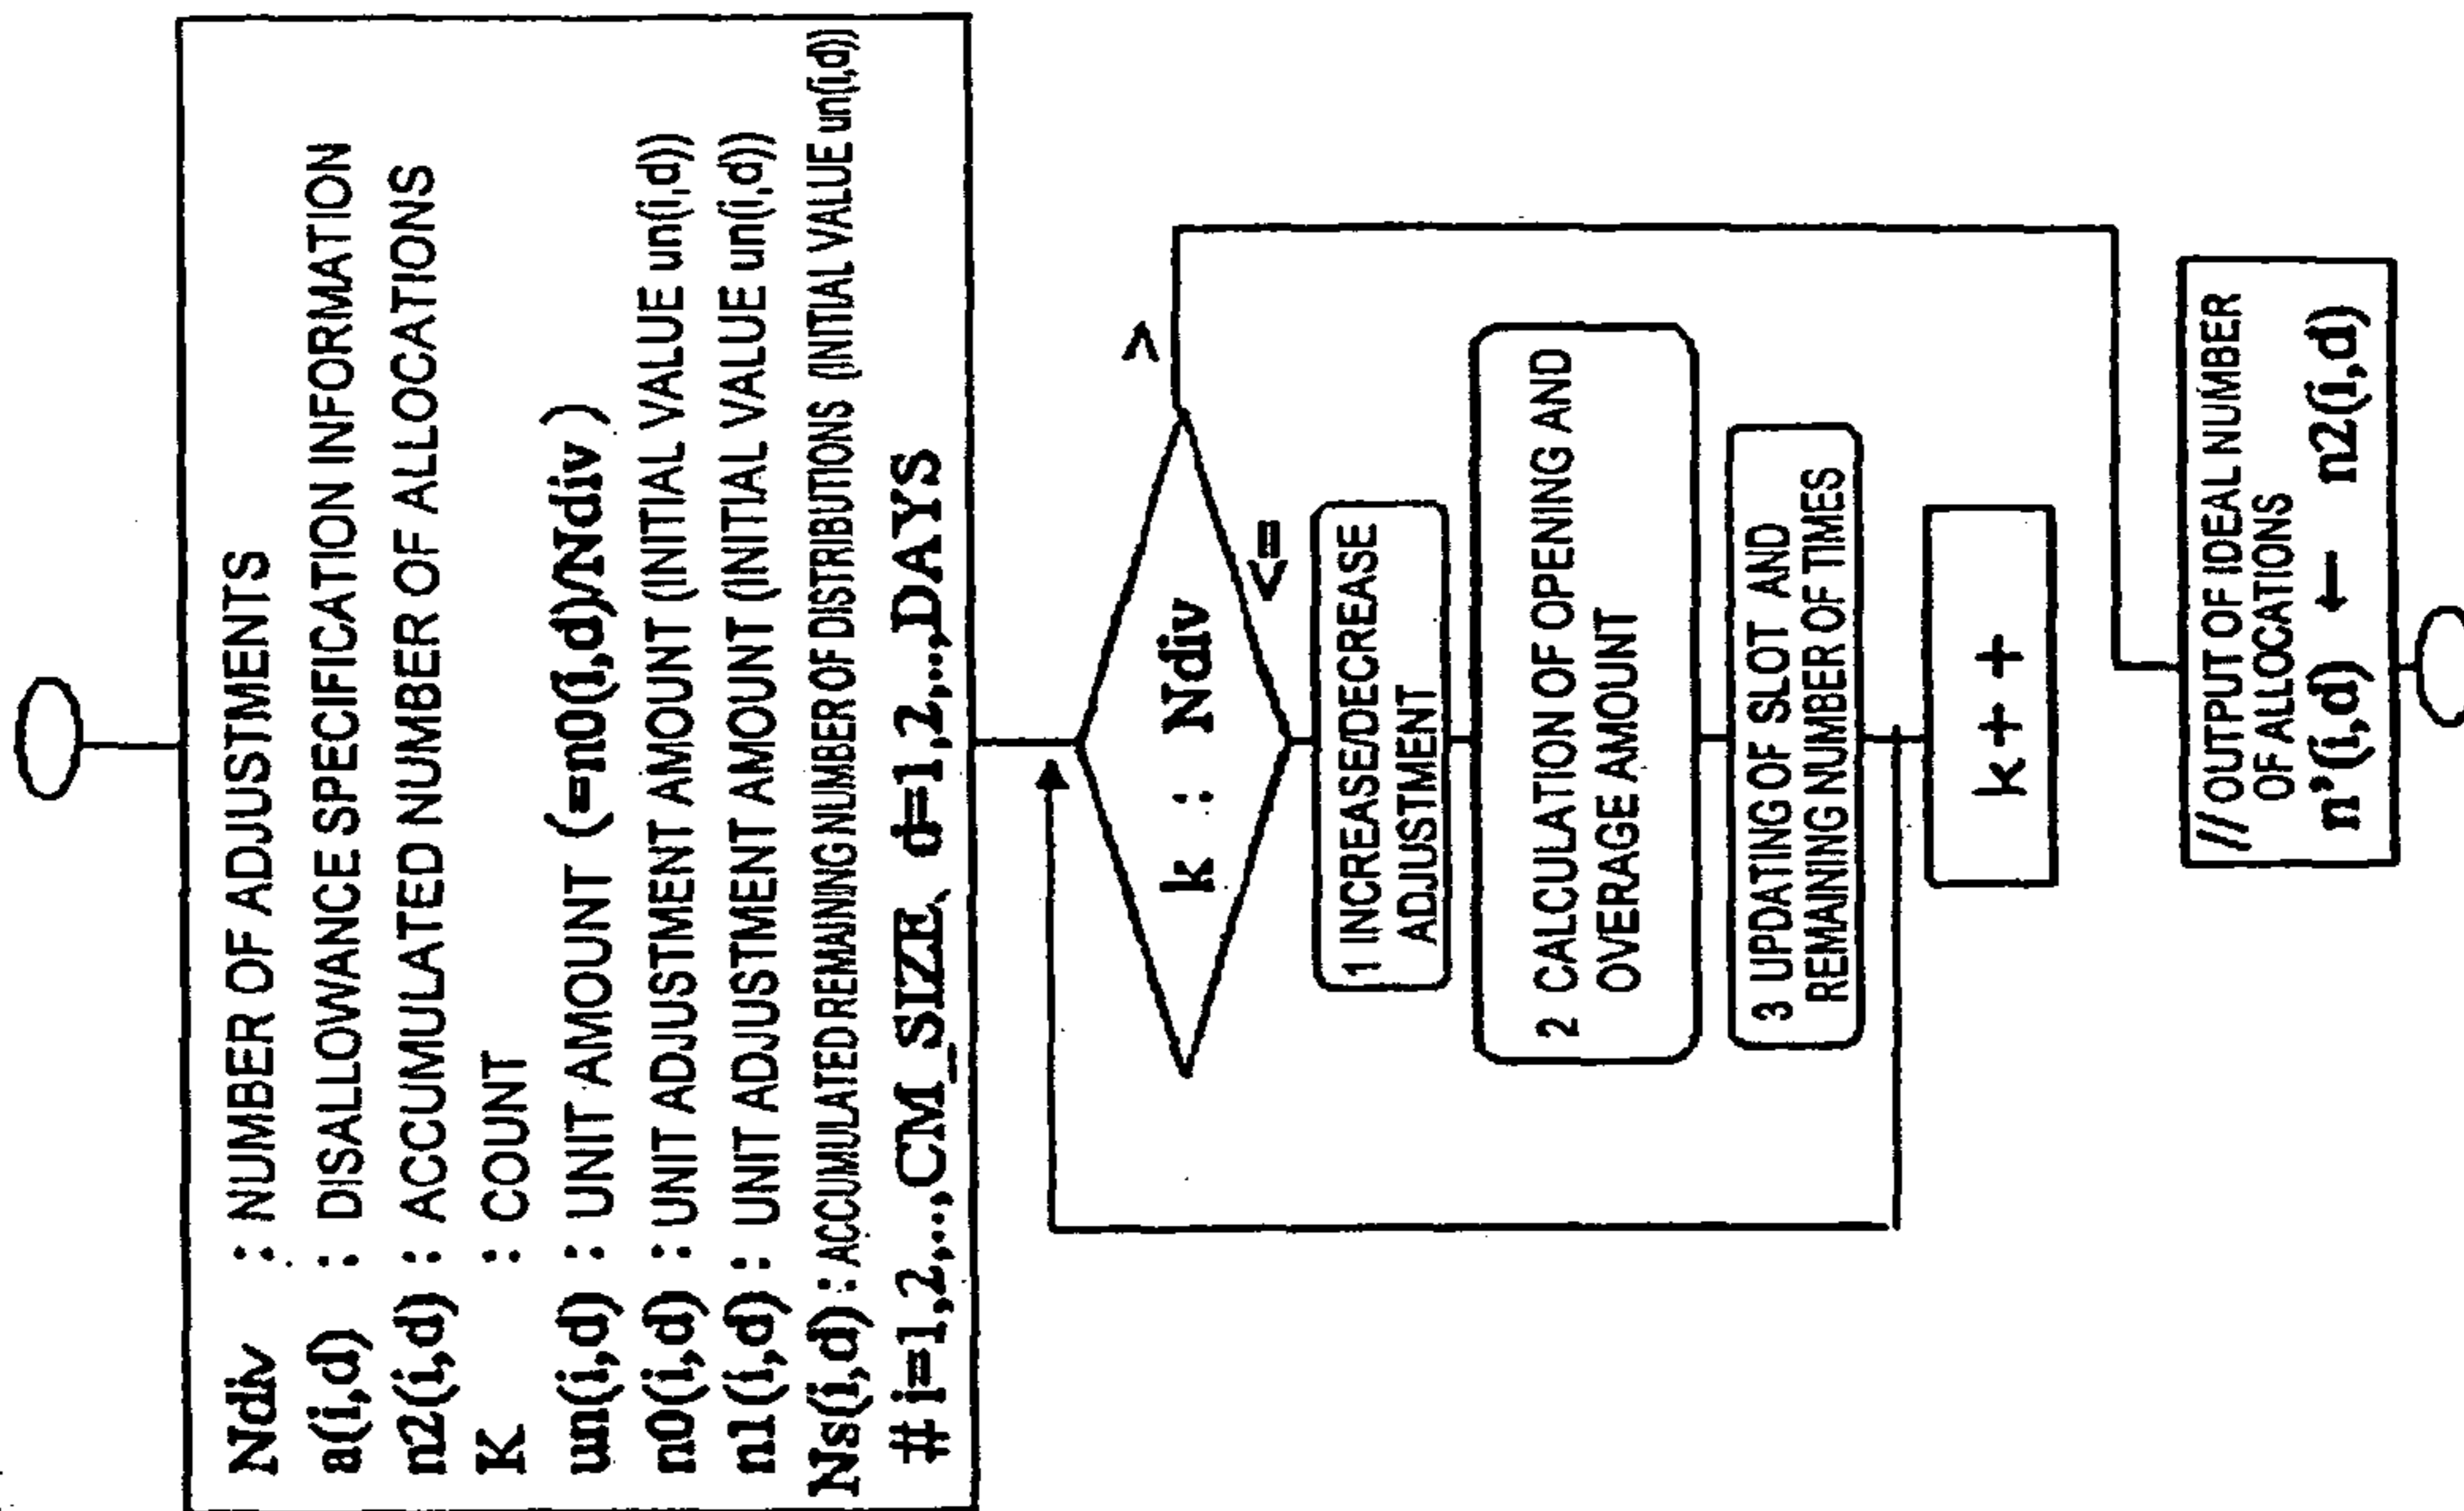 Ndiv : NUMBER OF ADJUSTMENTS
a(i,d) : DISALLOWANCE SPECIFICATION INFORMATION
n2(i,d) : ACCUMULATED NUMBER OF ALLOCATIONS
K : COUNT
un(i,d) : UNIT AMOUNT (=n0(i,d)/Ndiv )
n0(i,d) : UNIT ADJUSTMENT AMOUNT (INITIAL VALUE un(i,d))
n1(i,d) : UNIT ADJUSTMENT AMOUNT (INITIAL VALUE un(i,d))
Ns(i,d) : ACCUMULATED REMAINING NUMBER OF DISTRIBUTIONS (INITIAL VALUE un(i,d))
# i=1,2,...,CM_SIZE、 d=1,2,...,DAYS
k : Ndiv
>
<=
1 INCREASE/DECREASE
ADJUSTMENT
2 CALCULATION OF OPENING AND
OVERAGE AMOUNT
3 UPDATING OF SLOT AND
REMAINING NUMBER OF TIMES
k++
// OUTPUT OF IDEAL NUMBER
OF ALLOCATIONS
n'(i,d) ← n2(i,d)